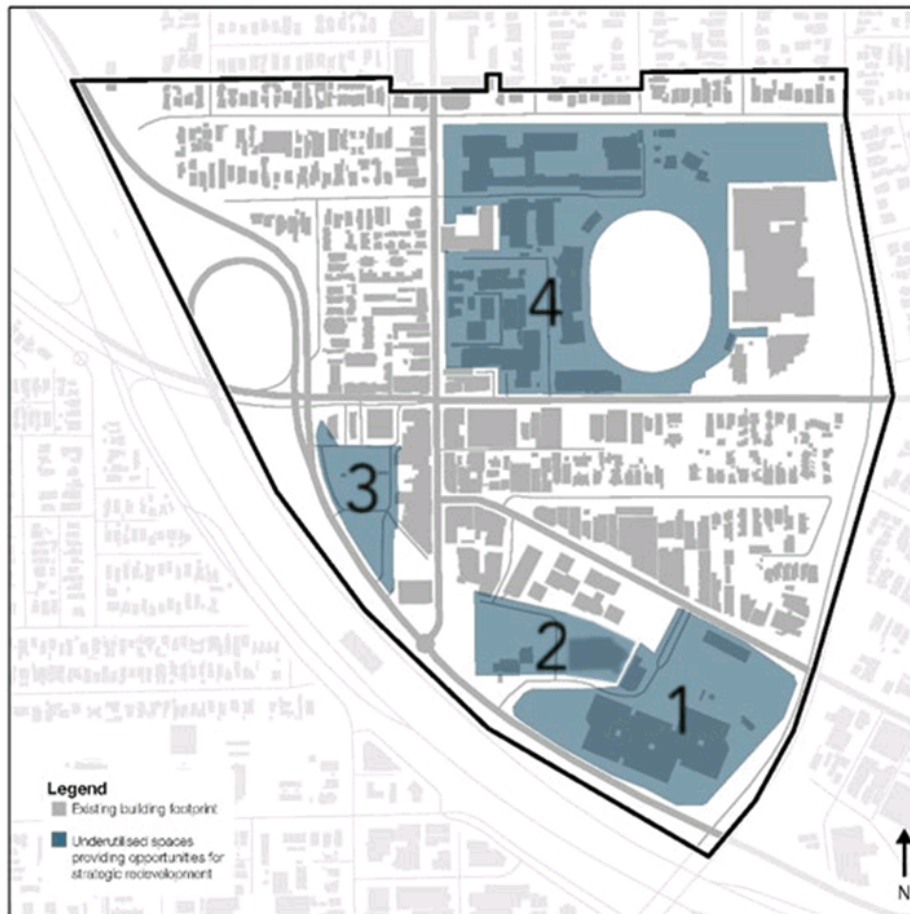 4
3
2
1
Legend
Existing building footprint
Underutilised spaces
providing opportunities for
strategic redevelopment
N